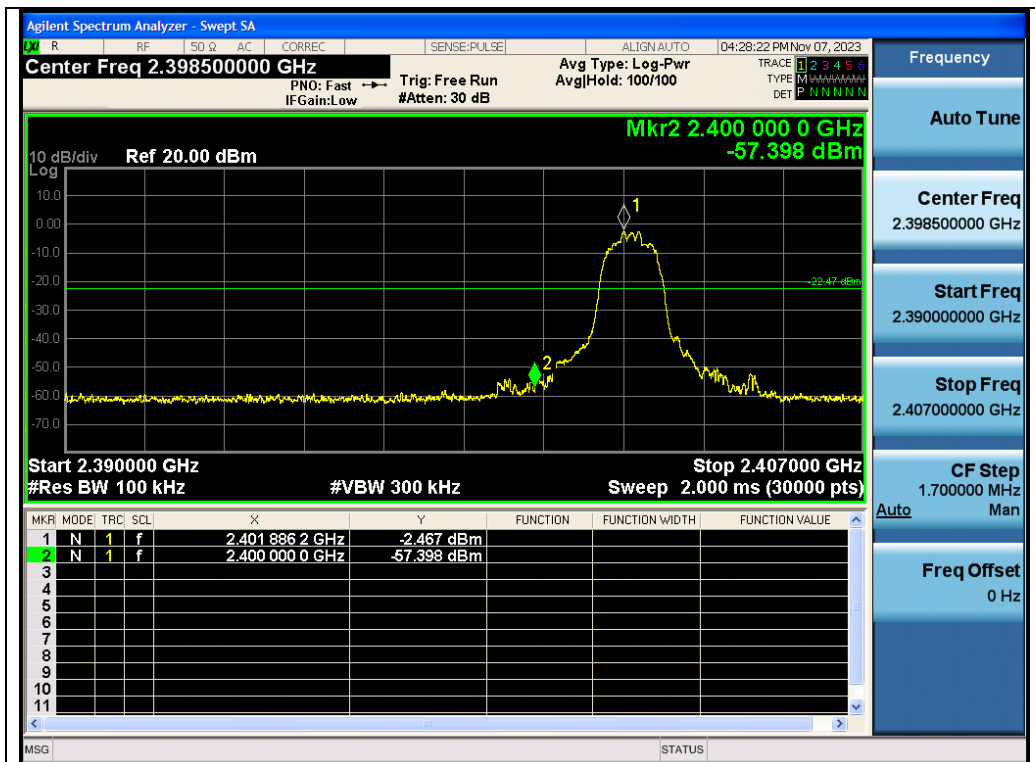 Agilent Spectrum Analyzer - Swept SA
LXI R RF 50 Ω AC CORREC SENSE:PULSE ALIGN AUTO 04:28:22 PM Nov 07, 2023
Center Freq 2.398500000 GHz
PNO: Fast
IFGain:Low
Trig: Free Run
#Atten: 30 dB
Avg Type: Log-Pwr
Avg|Hold: 100/100
TRACE 1 2 3 4 5 6
TYPE M
DET P N N N N N
Mkr2 2.400 000 0 GHz
-57.398 dBm
10 dB/div Ref 20.00 dBm
Log
10.0
0.00
-10.0
-20.0
-30.0
-40.0
-50.0
-60.0
-70.0
1
-22.47 dBm
2
Start 2.390000 GHz Stop 2.407000 GHz
#Res BW 100 kHz #VBW 300 kHz Sweep 2.000 ms (30000 pts)
MKR MODE TRC SCL X Y FUNCTION FUNCTION WIDTH FUNCTION VALUE
1 N 1 f 2.401 886 2 GHz -2.467 dBm
2 N 1 f 2.400 000 0 GHz -57.398 dBm
3
4
5
6
7
8
9
10
11
MSG STATUS
Frequency
Auto Tune
Center Freq
2.398500000 GHz
Start Freq
2.390000000 GHz
Stop Freq
2.407000000 GHz
CF Step
1.700000 MHz
Auto Man
Freq Offset
0 Hz